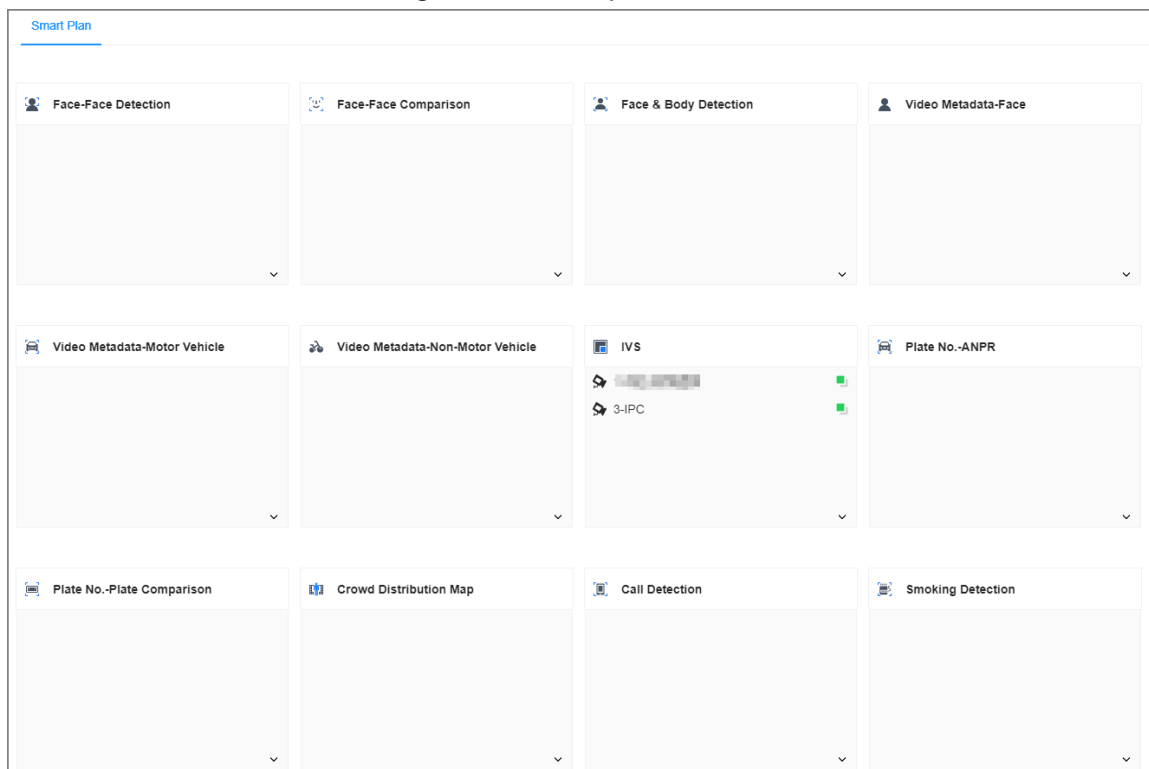 Smart Plan
Face-Face Detection
Face-Face Comparison
Face & Body Detection
Video Metadata-Face
Video Metadata-Motor Vehicle
Video Metadata-Non-Motor Vehicle
IVS
Plate No.-ANPR
3-IPC
Plate No.-Plate Comparison
Crowd Distribution Map
Call Detection
Smoking Detection